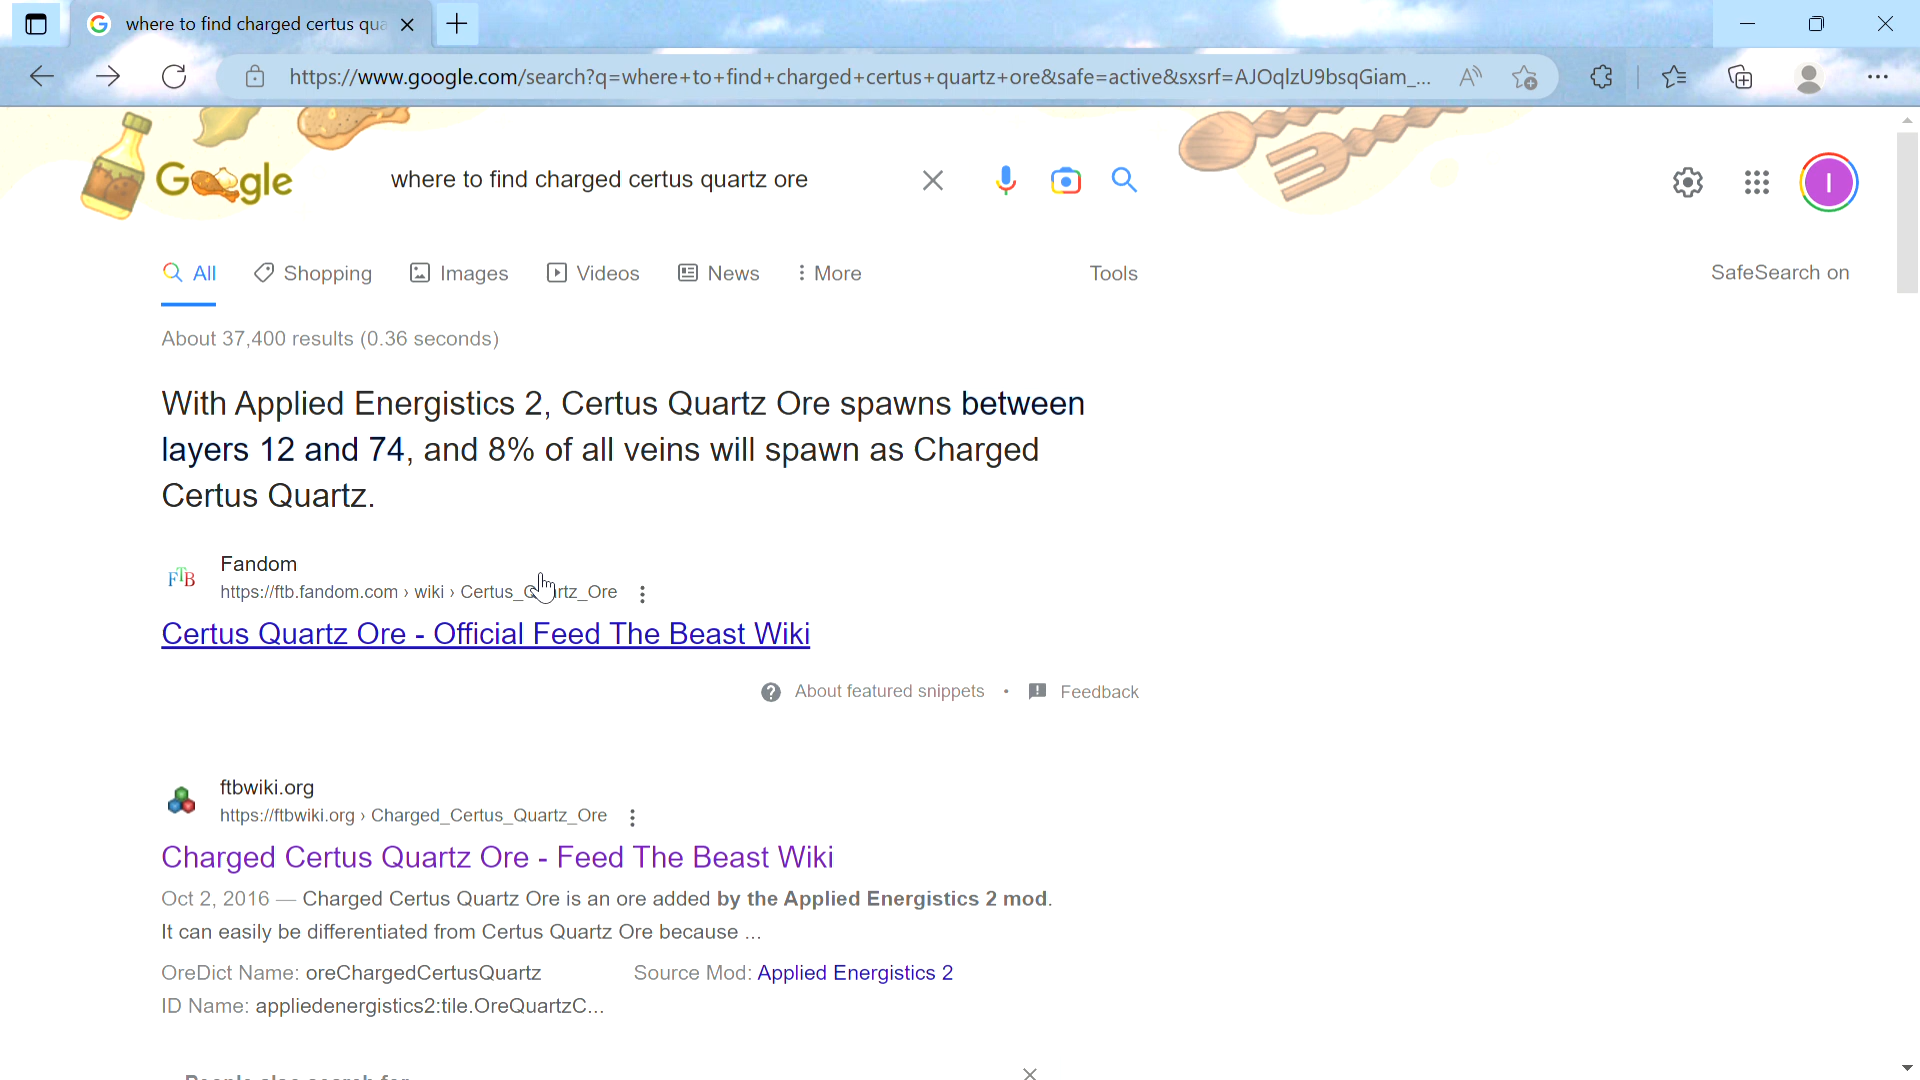 where to find charged certus qua
https://www.google.com/search?q=where+to+find+charged+certus+quartz+ore&safe=active&sxsrf=AJOqlzU9bsqGiam_...
Google
where to find charged certus quartz ore
I
All Shopping Images Videos News More Tools SafeSearch on
About 37,400 results (0.36 seconds)
With Applied Energistics 2, Certus Quartz Ore spawns between
layers 12 and 74, and 8% of all veins will spawn as Charged
Certus Quartz.
FTB
Fandom
https://ftb.fandom.com › wiki › Certus_Quartz_Ore
Certus Quartz Ore - Official Feed The Beast Wiki
About featured snippets • Feedback
ftbwiki.org
https://ftbwiki.org › Charged_Certus_Quartz_Ore
Charged Certus Quartz Ore - Feed The Beast Wiki
Oct 2, 2016 — Charged Certus Quartz Ore is an ore added by the Applied Energistics 2 mod.
It can easily be differentiated from Certus Quartz Ore because ...
OreDict Name: oreChargedCertusQuartz Source Mod: Applied Energistics 2
ID Name: appliedenergistics2:tile.OreQuartzC...
People also search for